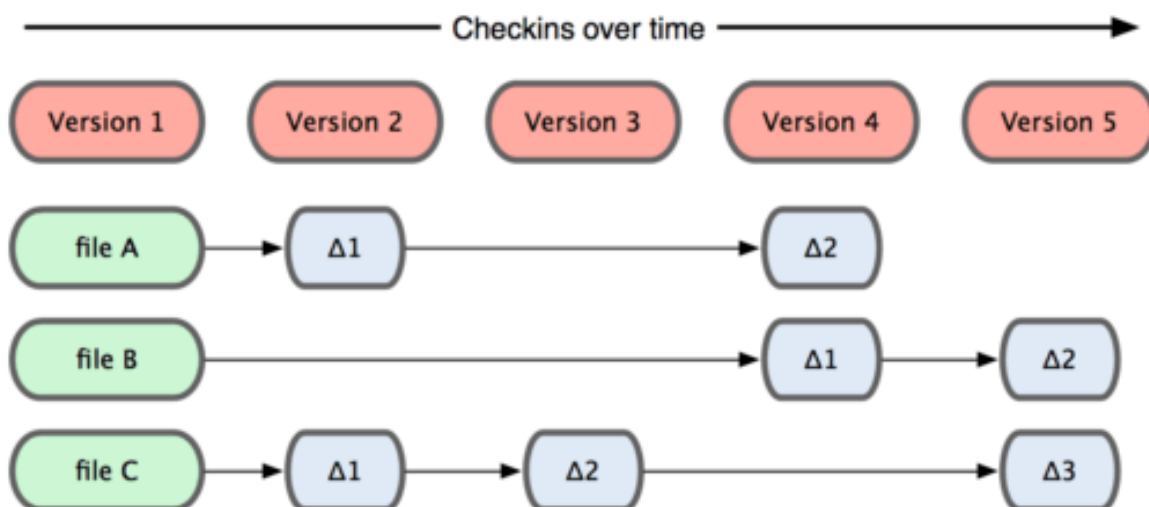 Checkins over time
Version 1 Version 2 Version 3 Version 4 Version 5
file A Δ1 Δ2
file B Δ1 Δ2
file C Δ1 Δ2 Δ3